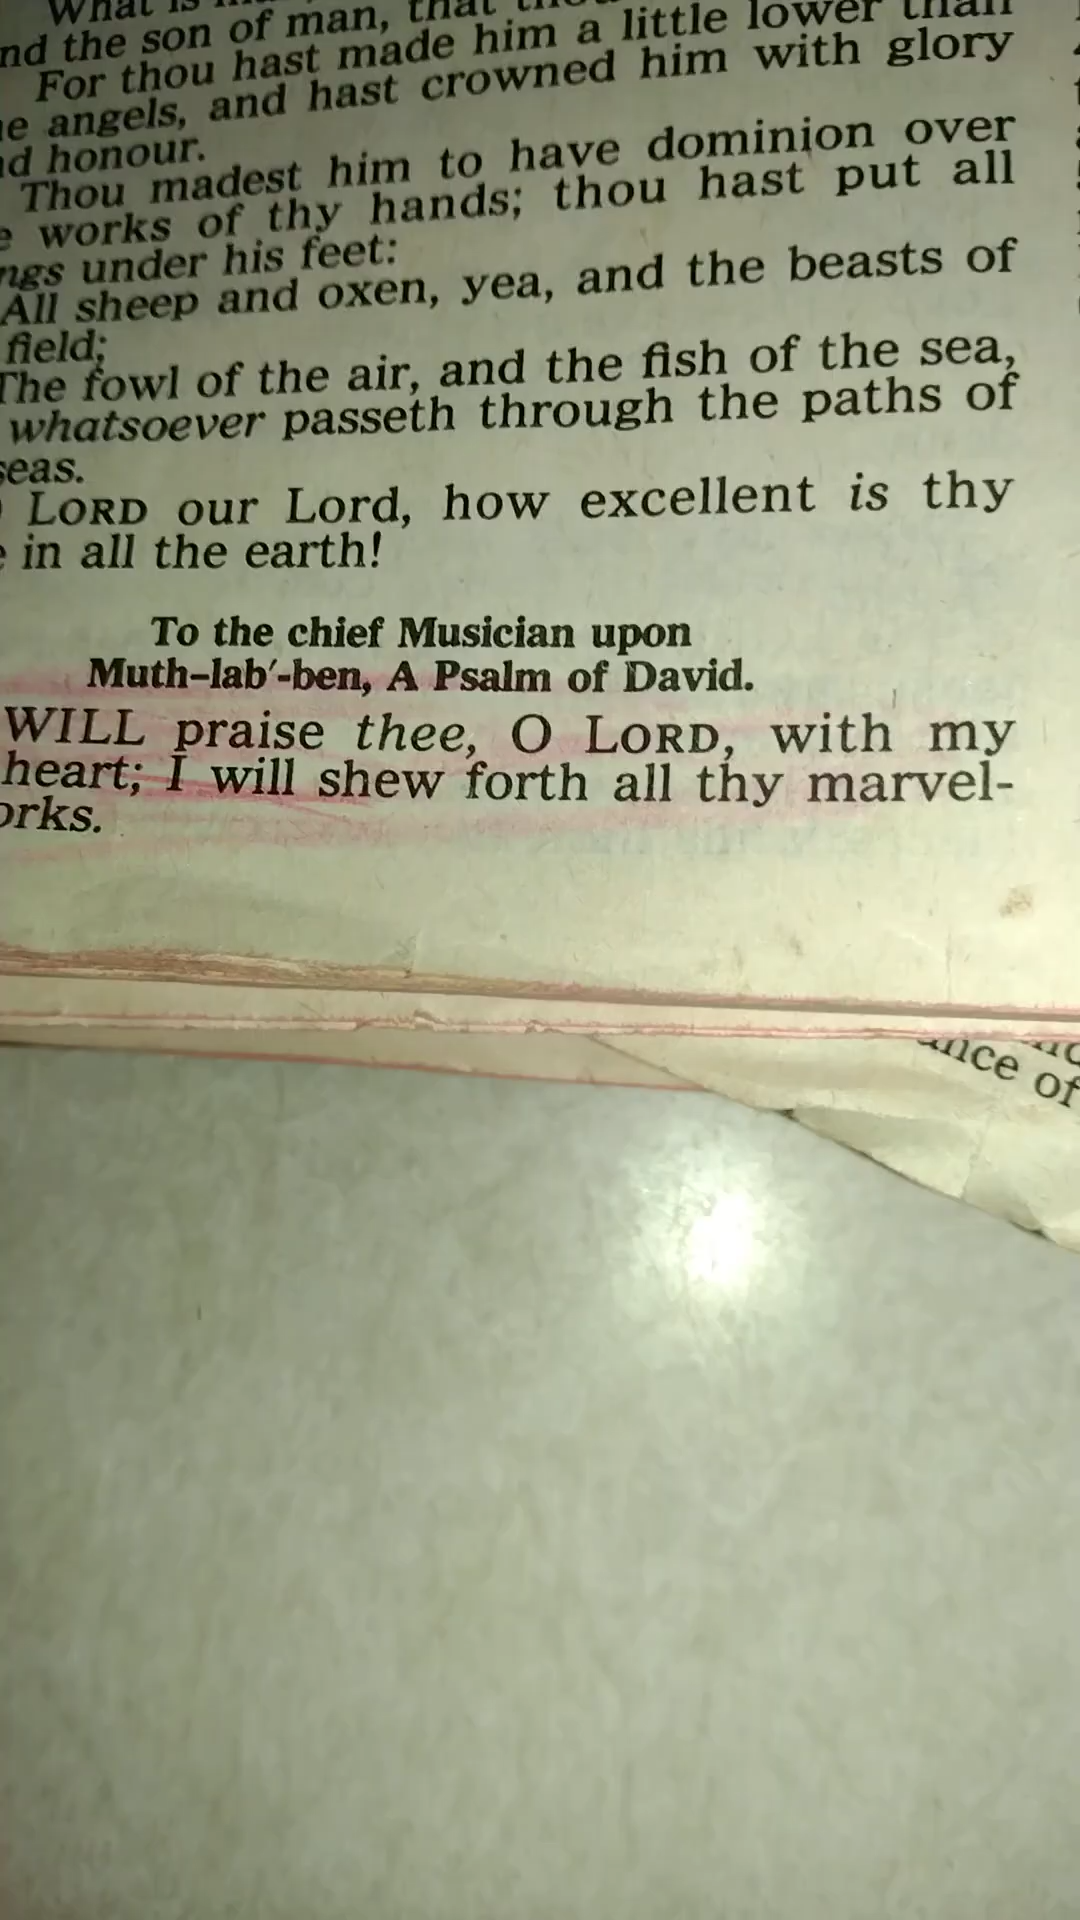 What is
nd the son of man, that
For thou hast made him a little lower than
e angels, and hast crowned him with glory
d honour.
Thou madest him to have dominion over
e works of thy hands; thou hast put all
ngs under his feet:
All sheep and oxen, yea, and the beasts of
field;
The fowl of the air, and the fish of the sea,
whatsoever passeth through the paths of
seas.
LORD our Lord, how excellent is thy
e in all the earth!
To the chief Musician upon
Muth-lab′-ben, A Psalm of David.
WILL praise thee, O LORD, with my
heart; I will shew forth all thy marvel-
orks.
ance of